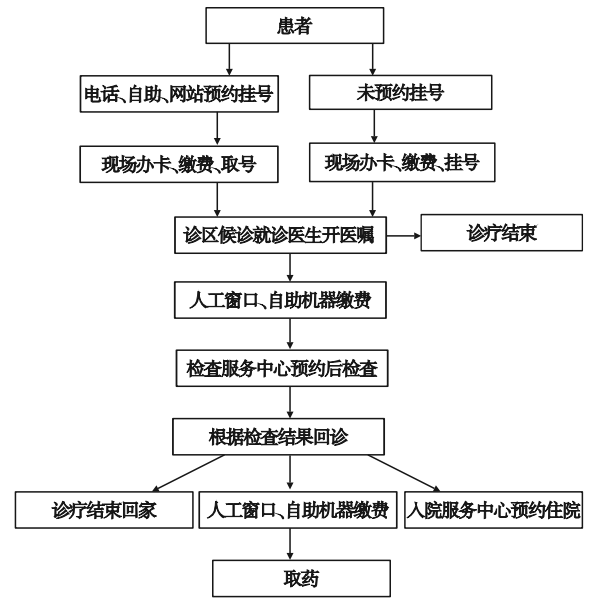 患者
电话、自助、网站预约挂号
未预约挂号
现场办卡、缴费、取号
现场办卡、缴费、挂号
诊区候诊就诊医生开医嘱
诊疗结束
人工窗口、自助机器缴费
检查服务中心预约后检查
根据检查结果回诊
诊疗结束回家
人工窗口、自助机器缴费
入院服务中心预约住院
取药